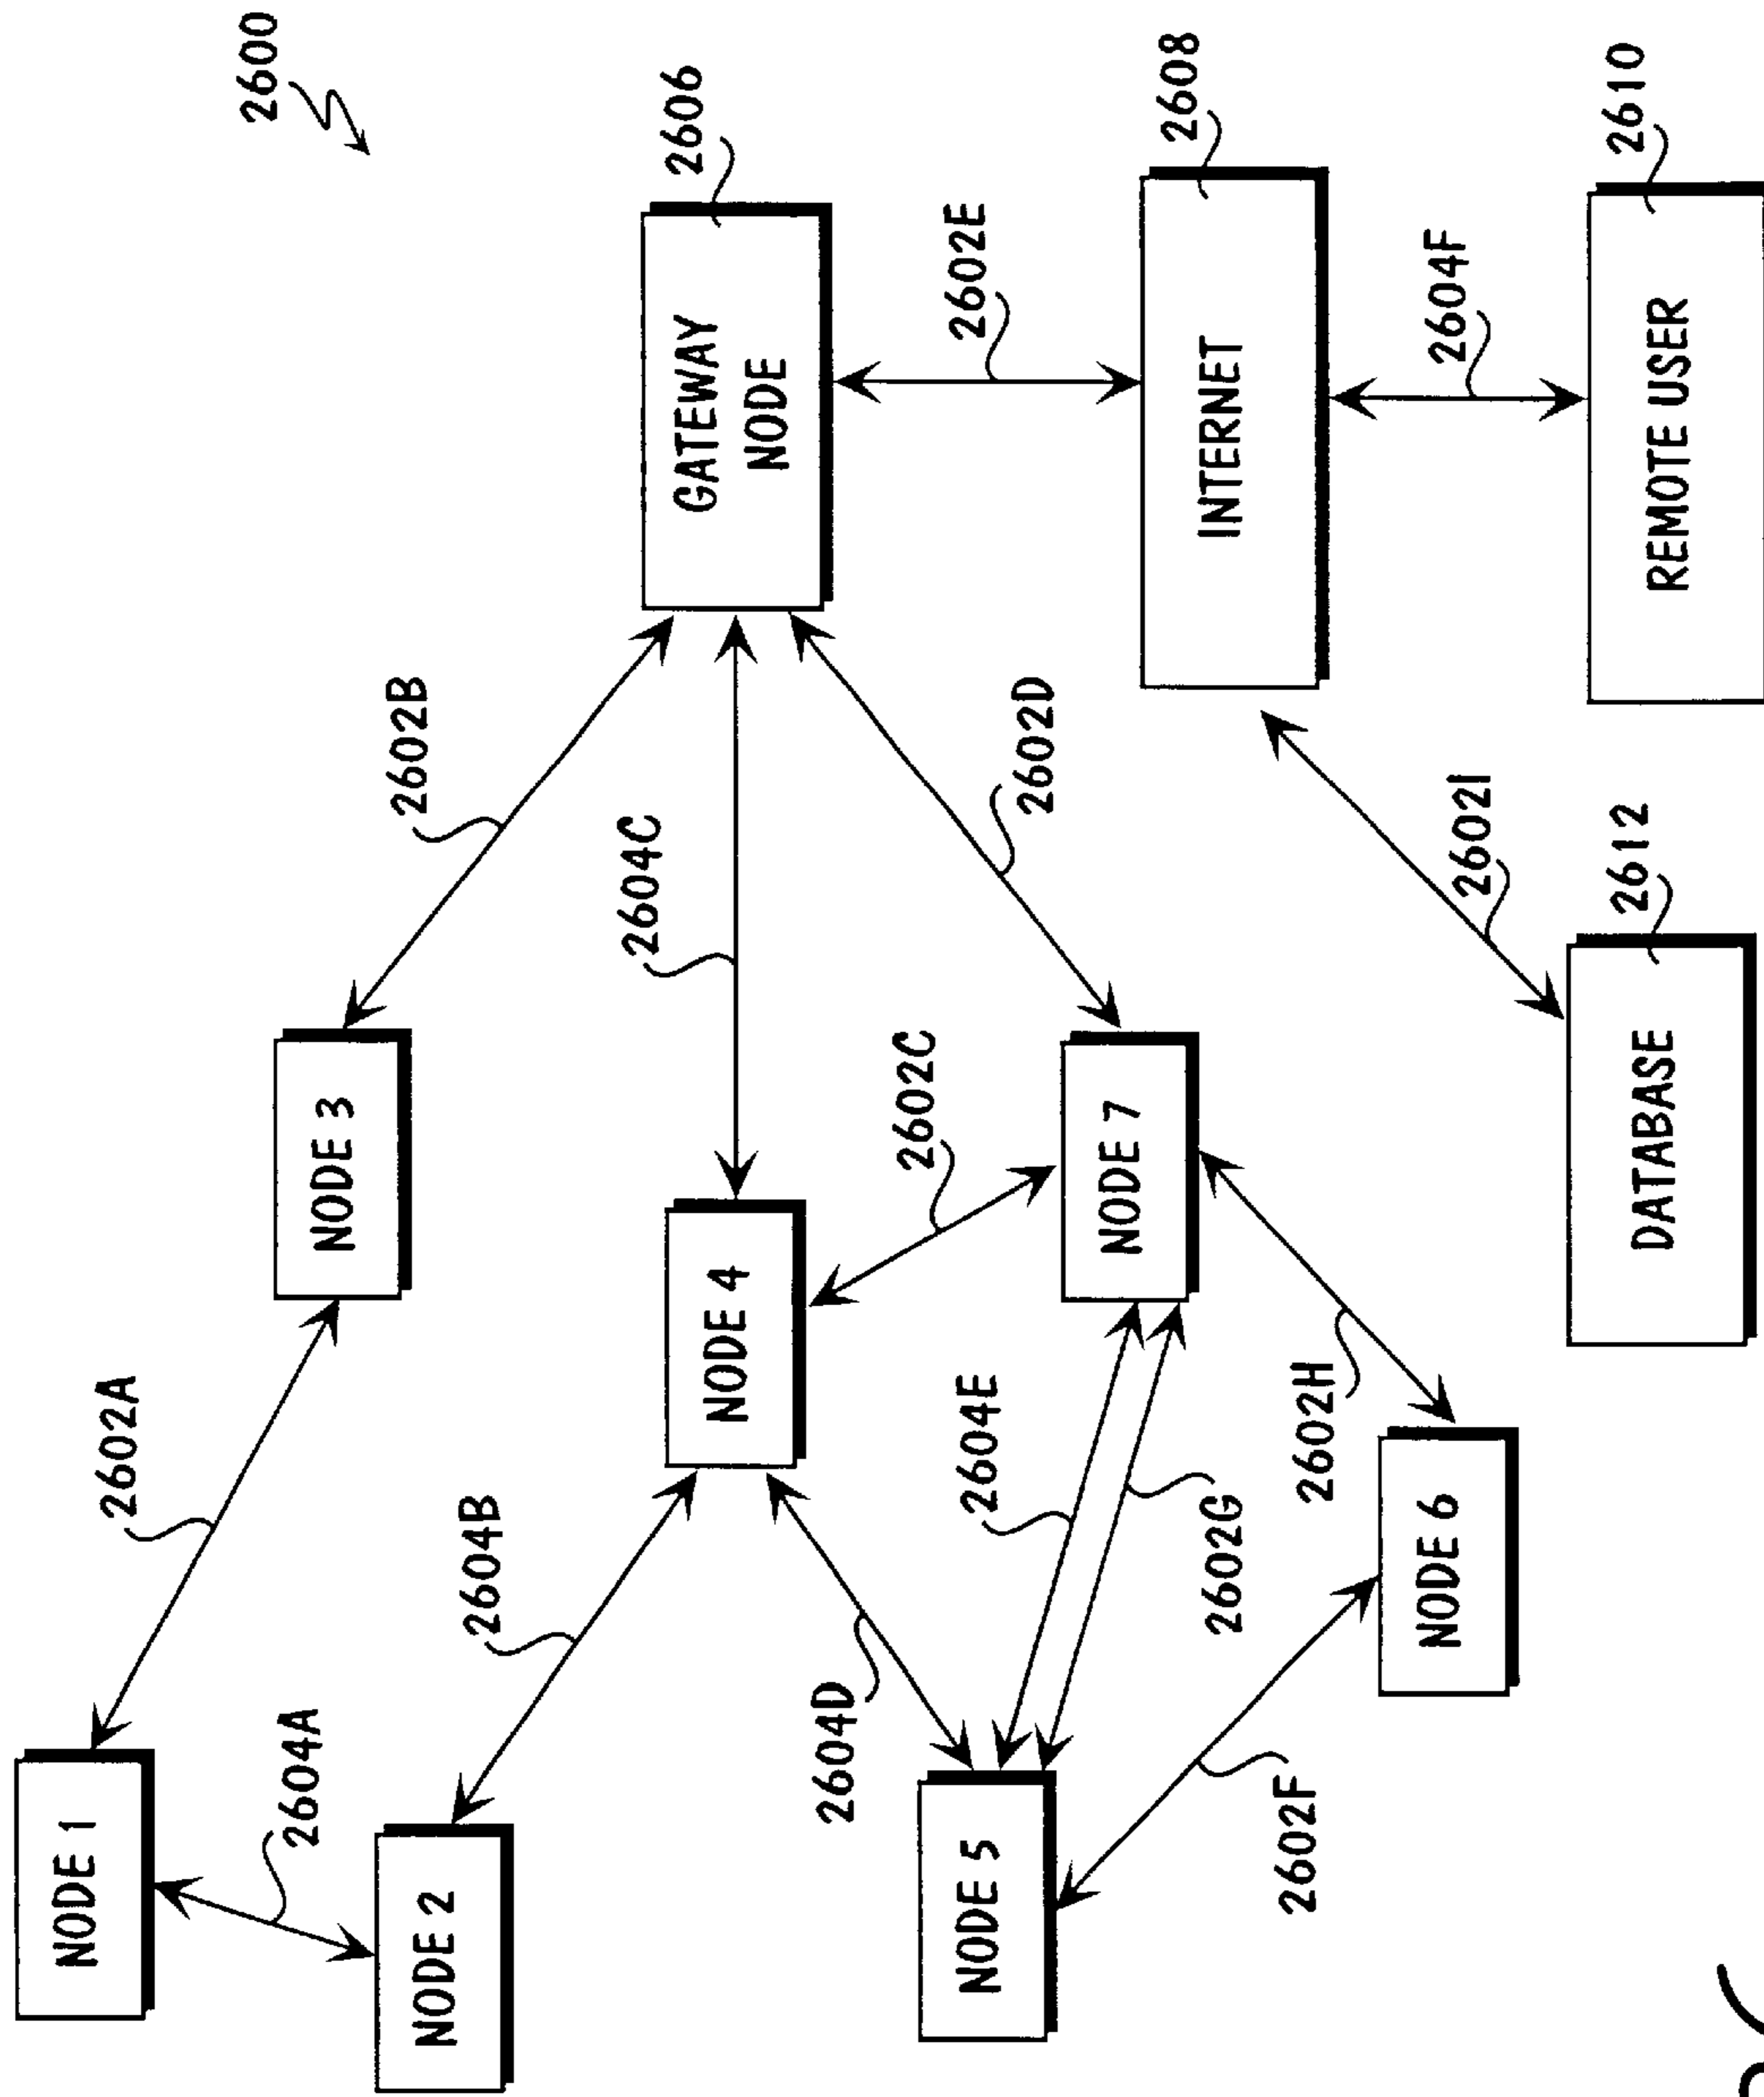 2600
NODE 1
2602A
NODE 3
2602B
GATEWAY
NODE
2606
2604A
NODE 2
2604B
NODE 4
2604C
2604D
2602C
2602D
2602E
NODE 5
2604E
NODE 7
INTERNET
2608
2602G
2602F
2602H
2602I
2604F
NODE 6
DATABASE
2612
REMOTE USER
2610